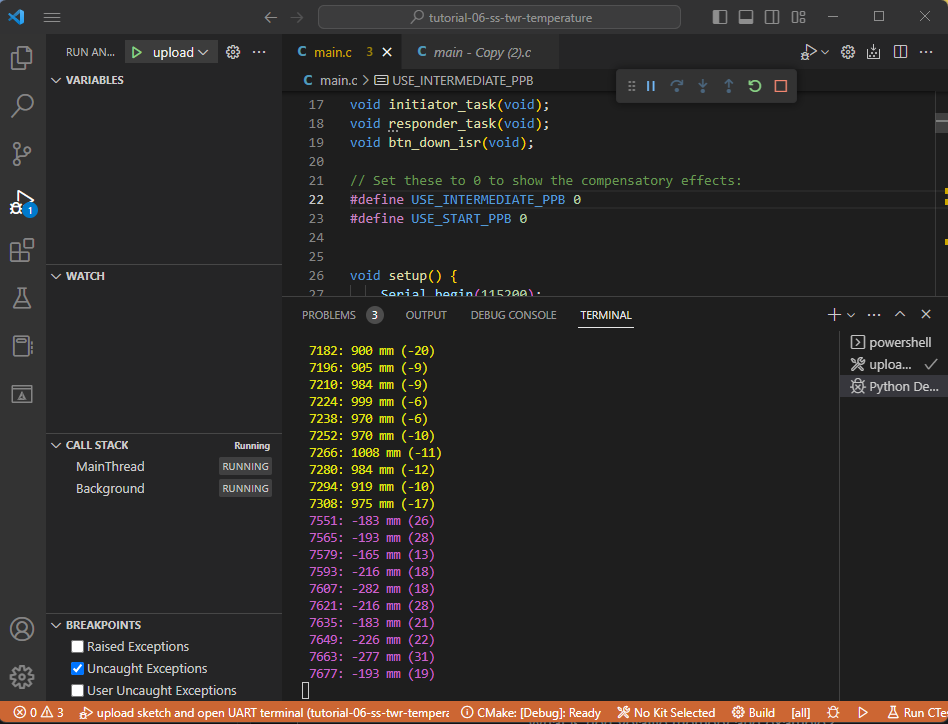 tutorial-06-ss-twr-temperature
RUN AN...
upload
main.c 3
main - Copy (2).c
VARIABLES
main.c > USE_INTERMEDIATE_PPB
17 void initiator_task(void);
18 void responder_task(void);
19 void btn_down_isr(void);
20
21 // Set these to 0 to show the compensatory effects:
22 #define USE_INTERMEDIATE_PPB 0
23 #define USE_START_PPB 0
24
25
26 void setup() {
27 Serial.begin(115200);
WATCH
PROBLEMS 3 OUTPUT DEBUG CONSOLE TERMINAL
7182: 900 mm (-20)
7196: 905 mm (-9)
7210: 984 mm (-9)
7224: 999 mm (-6)
7238: 970 mm (-6)
7252: 970 mm (-10)
7266: 1008 mm (-11)
7280: 984 mm (-12)
7294: 919 mm (-10)
7308: 975 mm (-17)
7551: -183 mm (26)
7565: -193 mm (28)
7579: -165 mm (13)
7593: -216 mm (18)
7607: -282 mm (18)
7621: -216 mm (28)
7635: -183 mm (21)
7649: -226 mm (22)
7663: -277 mm (31)
7677: -193 mm (19)
powershell
uploa...
Python De...
CALL STACK Running
MainThread RUNNING
Background RUNNING
BREAKPOINTS
Raised Exceptions
Uncaught Exceptions
User Uncaught Exceptions
1
0 3 upload sketch and open UART terminal (tutorial-06-ss-twr-tempera CMake: [Debug]: Ready No Kit Selected Build [all] Run CTe